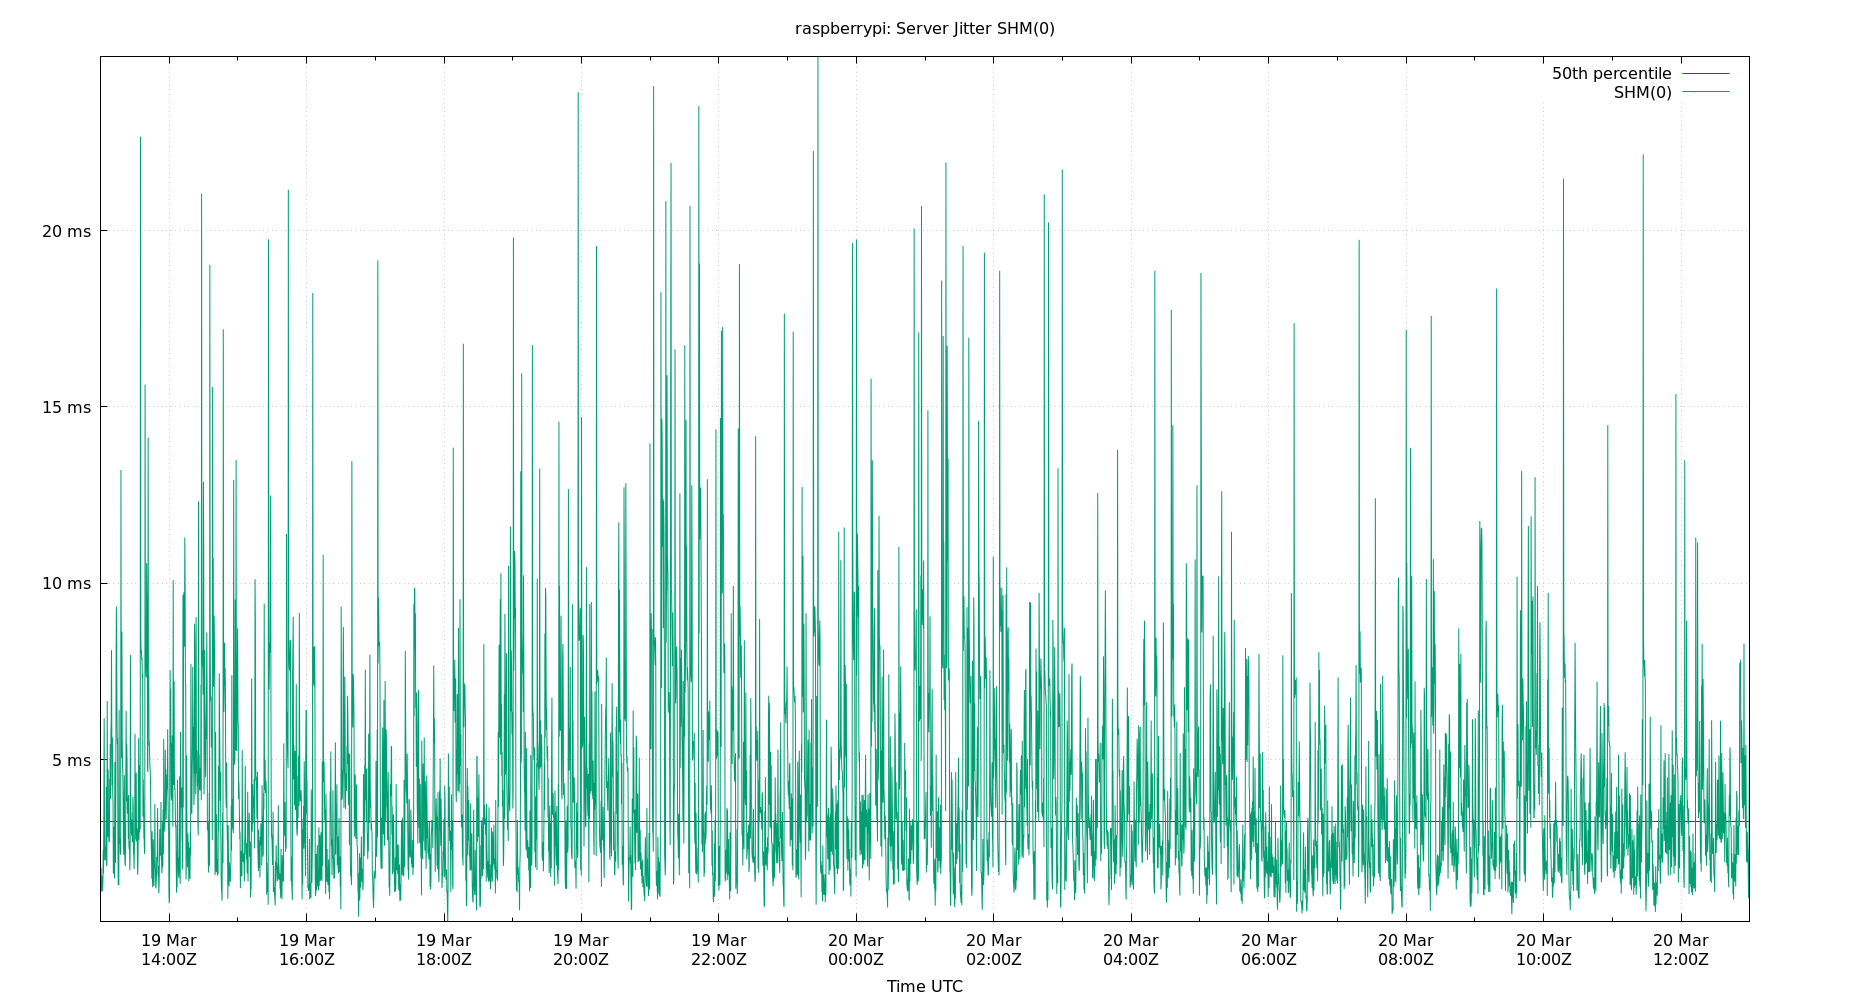 raspberrypi: Server Jitter SHM(0)
50th percentile
SHM(0)
20 ms
15 ms
10 ms
5 ms
19 Mar 19 Mar 19 Mar 19 Mar 19 Mar 20 Mar 20 Mar 20 Mar 20 Mar 20 Mar 20 Mar 20 Mar
14:00Z 16:00Z 18:00Z 20:00Z 22:00Z 00:00Z 02:00Z 04:00Z 06:00Z 08:00Z 10:00Z 12:00Z
Time UTC